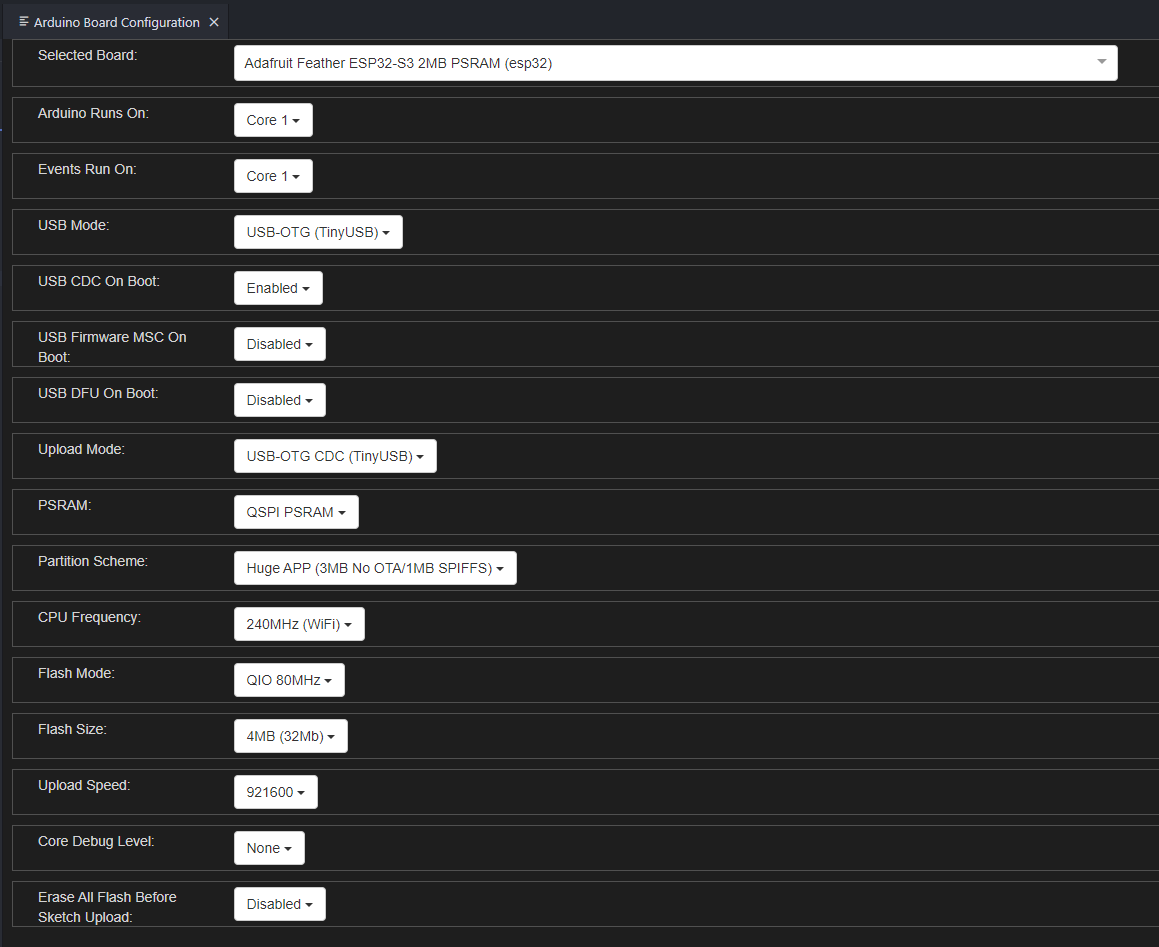 Arduino Board Configuration
Selected Board:
Adafruit Feather ESP32-S3 2MB PSRAM (esp32)
Arduino Runs On:
Core 1
Events Run On:
Core 1
USB Mode:
USB-OTG (TinyUSB)
USB CDC On Boot:
Enabled
USB Firmware MSC On
Boot:
Disabled
USB DFU On Boot:
Disabled
Upload Mode:
USB-OTG CDC (TinyUSB)
PSRAM:
QSPI PSRAM
Partition Scheme:
Huge APP (3MB No OTA/1MB SPIFFS)
CPU Frequency:
240MHz (WiFi)
Flash Mode:
QIO 80MHz
Flash Size:
4MB (32Mb)
Upload Speed:
921600
Core Debug Level:
None
Erase All Flash Before
Sketch Upload:
Disabled